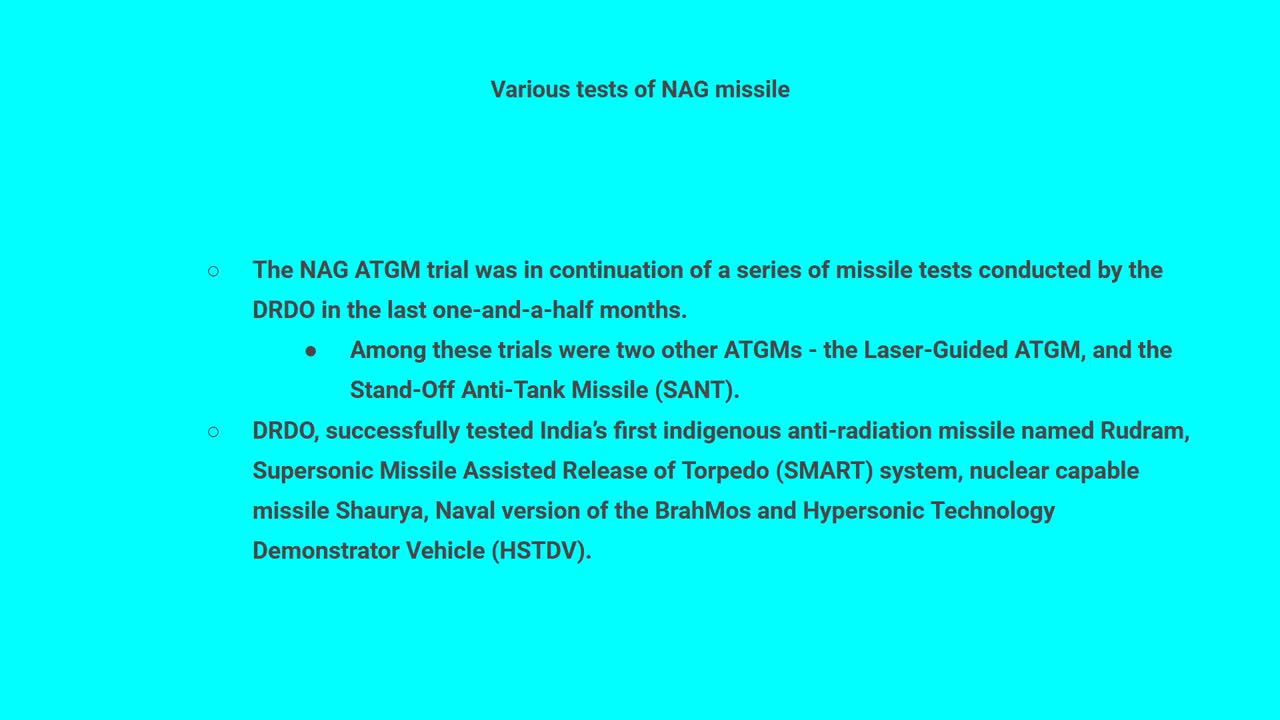 Various tests of NAG missile
○ The NAG ATGM trial was in continuation of a series of missile tests conducted by the
DRDO in the last one-and-a-half months.
● Among these trials were two other ATGMs - the Laser-Guided ATGM, and the
Stand-Off Anti-Tank Missile (SANT).
○ DRDO, successfully tested India’s first indigenous anti-radiation missile named Rudram,
Supersonic Missile Assisted Release of Torpedo (SMART) system, nuclear capable
missile Shaurya, Naval version of the BrahMos and Hypersonic Technology
Demonstrator Vehicle (HSTDV).